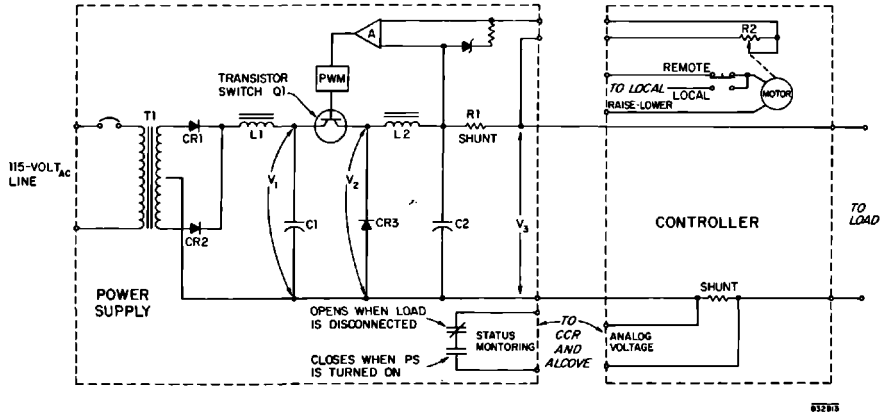 A
PWM
TRANSISTOR
SWITCH Q1
T1
CR1
CR2
L1
L2
R1
SHUNT
V1
V2
V3
C1
CR3
C2
115-VOLT AC
LINE
POWER
SUPPLY
OPENS WHEN LOAD
IS DISCONNECTED
CLOSES WHEN PS
IS TURNED ON
STATUS
MONTORING
TO
CCR
AND
ALCOVE
R2
REMOTE
TO LOCAL
LOCAL
RAISE-LOWER
MOTOR
CONTROLLER
TO
LOAD
SHUNT
ANALOG
VOLTAGE